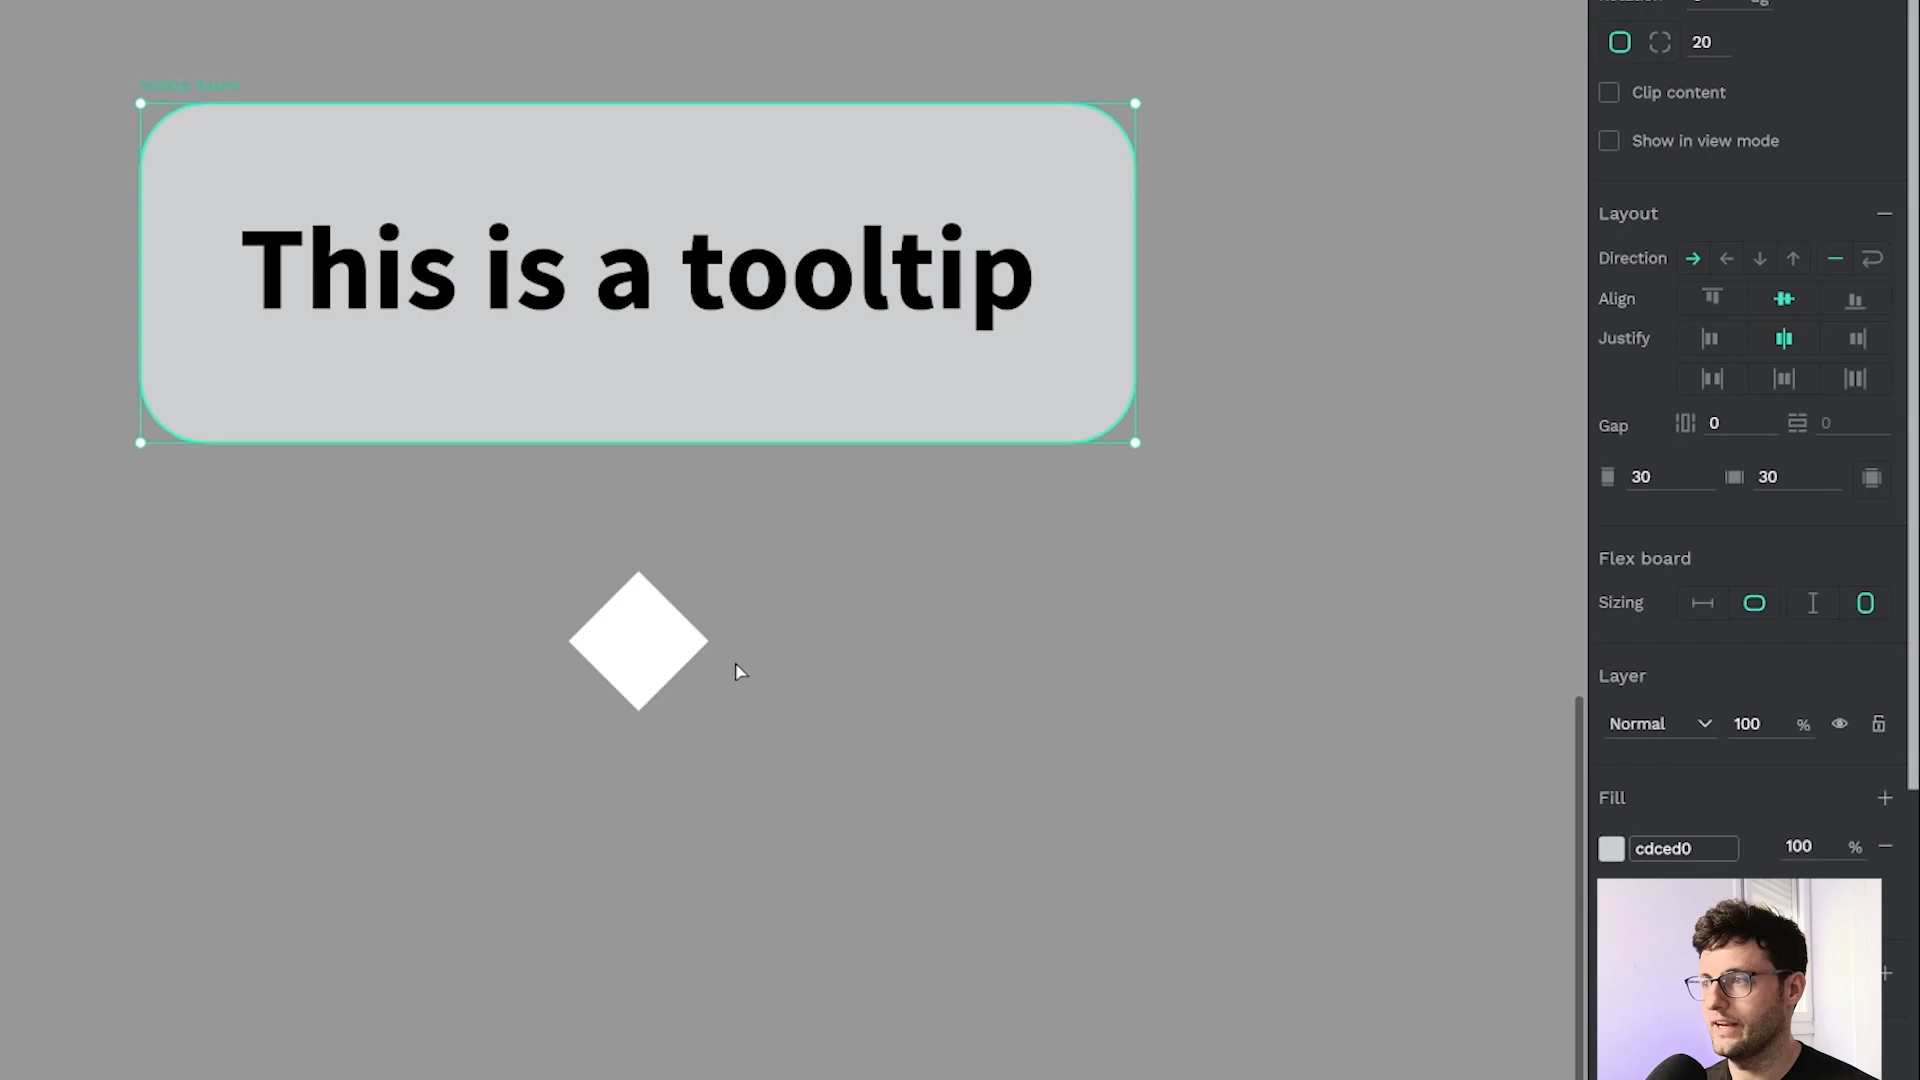 20
Clip content
Show in view mode
This is a tooltip
Layout
Direction
Align
Justify
Gap 0 0
30 30
Flex board
Sizing
Layer
Normal 100 %
Fill
cdced0 100 %